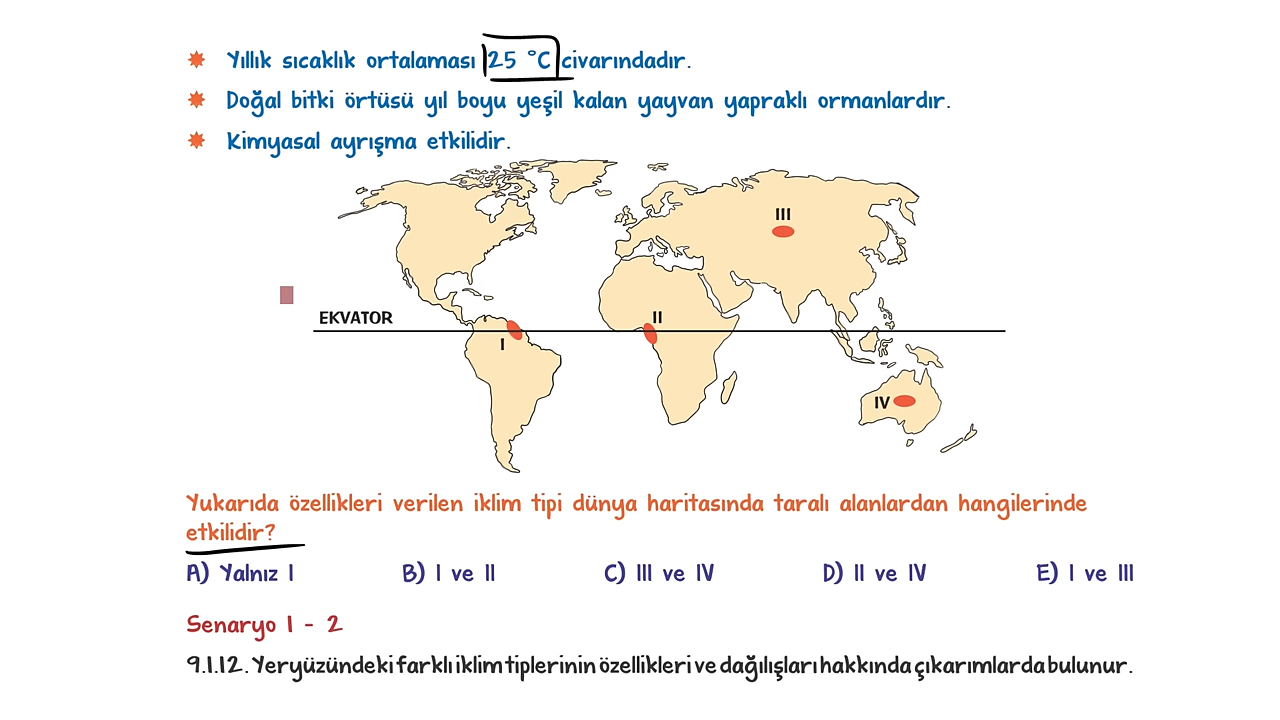 Yıllık sıcaklık ortalaması 25 °C civarındadır.
Doğal bitki örtüsü yıl boyu yeşil kalan yayvan yapraklı ormanlardır.
Kimyasal ayrışma etkilidir.
III
EKVATOR
II
I
IV
Yukarıda özellikleri verilen iklim tipi dünya haritasında taralı alanlardan hangilerinde
etkilidir?
A) Yalnız I B) I ve II C) III ve IV D) II ve IV E) I ve III
Senaryo 1 - 2
9.1.12. Yeryüzündeki farklı iklim tiplerinin özellikleri ve dağılışları hakkında çıkarımlarda bulunur.